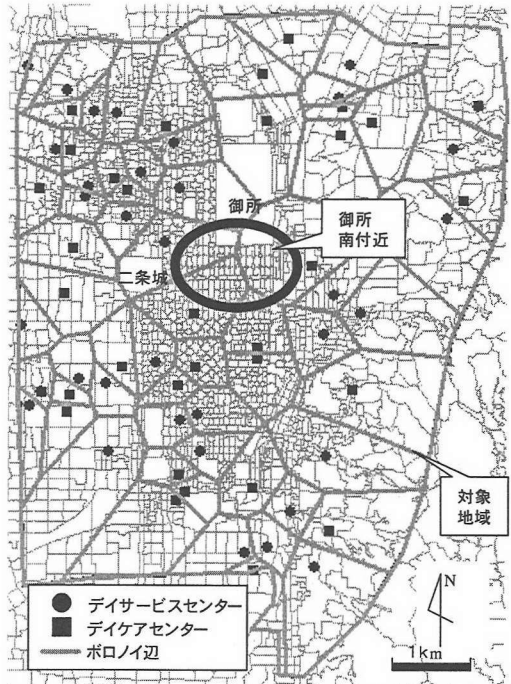 御所
御所
南付近
二条城
対象
地域
N
1km
デイサービスセンター
デイケアセンター
ボロノイ辺